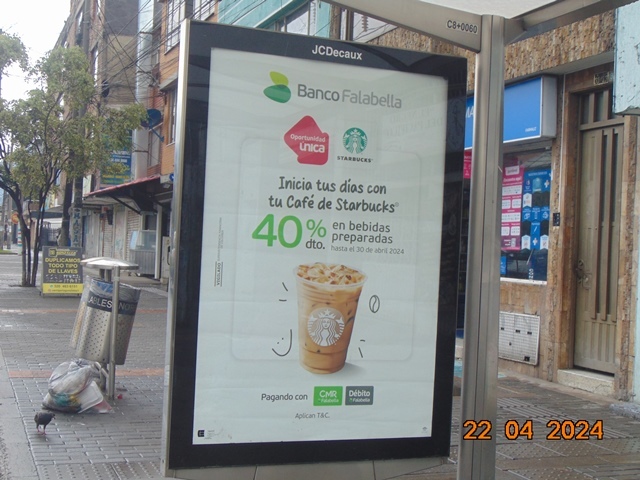 C8+0060
JCDecaux
Banco Falabella
Oportunidad
única
STARBUCKS
Inicia tus días con
tu Café de Starbucks®
40% dto.
en bebidas
preparadas
hasta el 30 de abril 2024
Pagando con
CMR
Débito
Aplican T&C.
DUPLICAMOS
TODO TIPO
DE LLAVES
22 04 2024